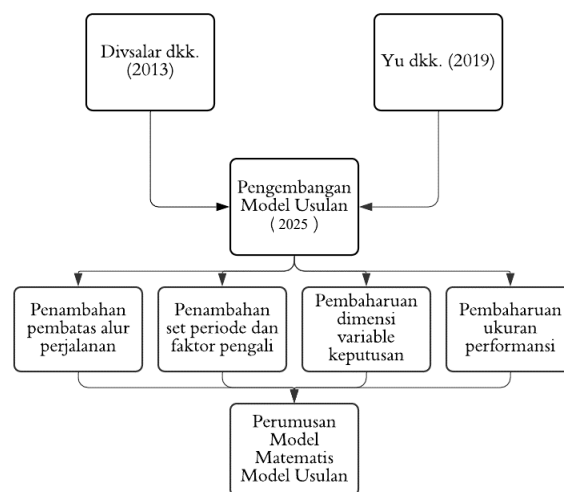 Divsalar dkk.
(2013)
Yu dkk. (2019)
Pengembangan
Model Usulan
( 2025 )
Penambahan
pembatas alur
perjalanan
Penambahan
set periode dan
faktor pengali
Pembaharuan
dimensi
variable
keputusan
Pembaharuan
ukuran
performansi
Perumusan
Model
Matematis
Model Usulan